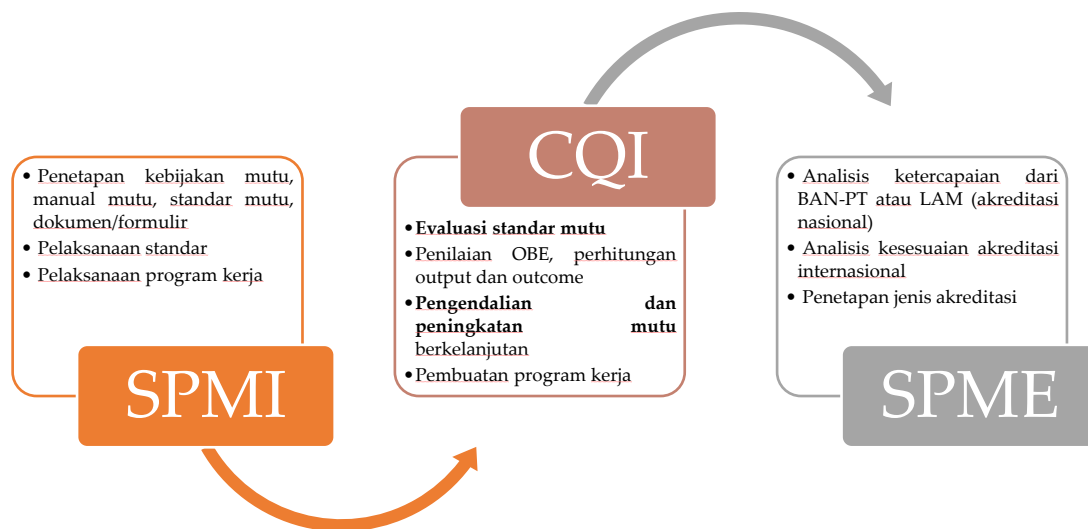 • Penetapan kebijakan mutu,
manual mutu, standar mutu,
dokumen/formulir
• Pelaksanaan standar
• Pelaksanaan program kerja
SPMI
CQI
• Evaluasi standar mutu
• Penilaian OBE, perhitungan
output dan outcome
• Pengendalian dan
peningkatan mutu
berkelanjutan
• Pembuatan program kerja
• Analisis ketercapaian dari
BAN-PT atau LAM (akreditasi
nasional)
• Analisis kesesuaian akreditasi
internasional
• Penetapan jenis akreditasi
SPME